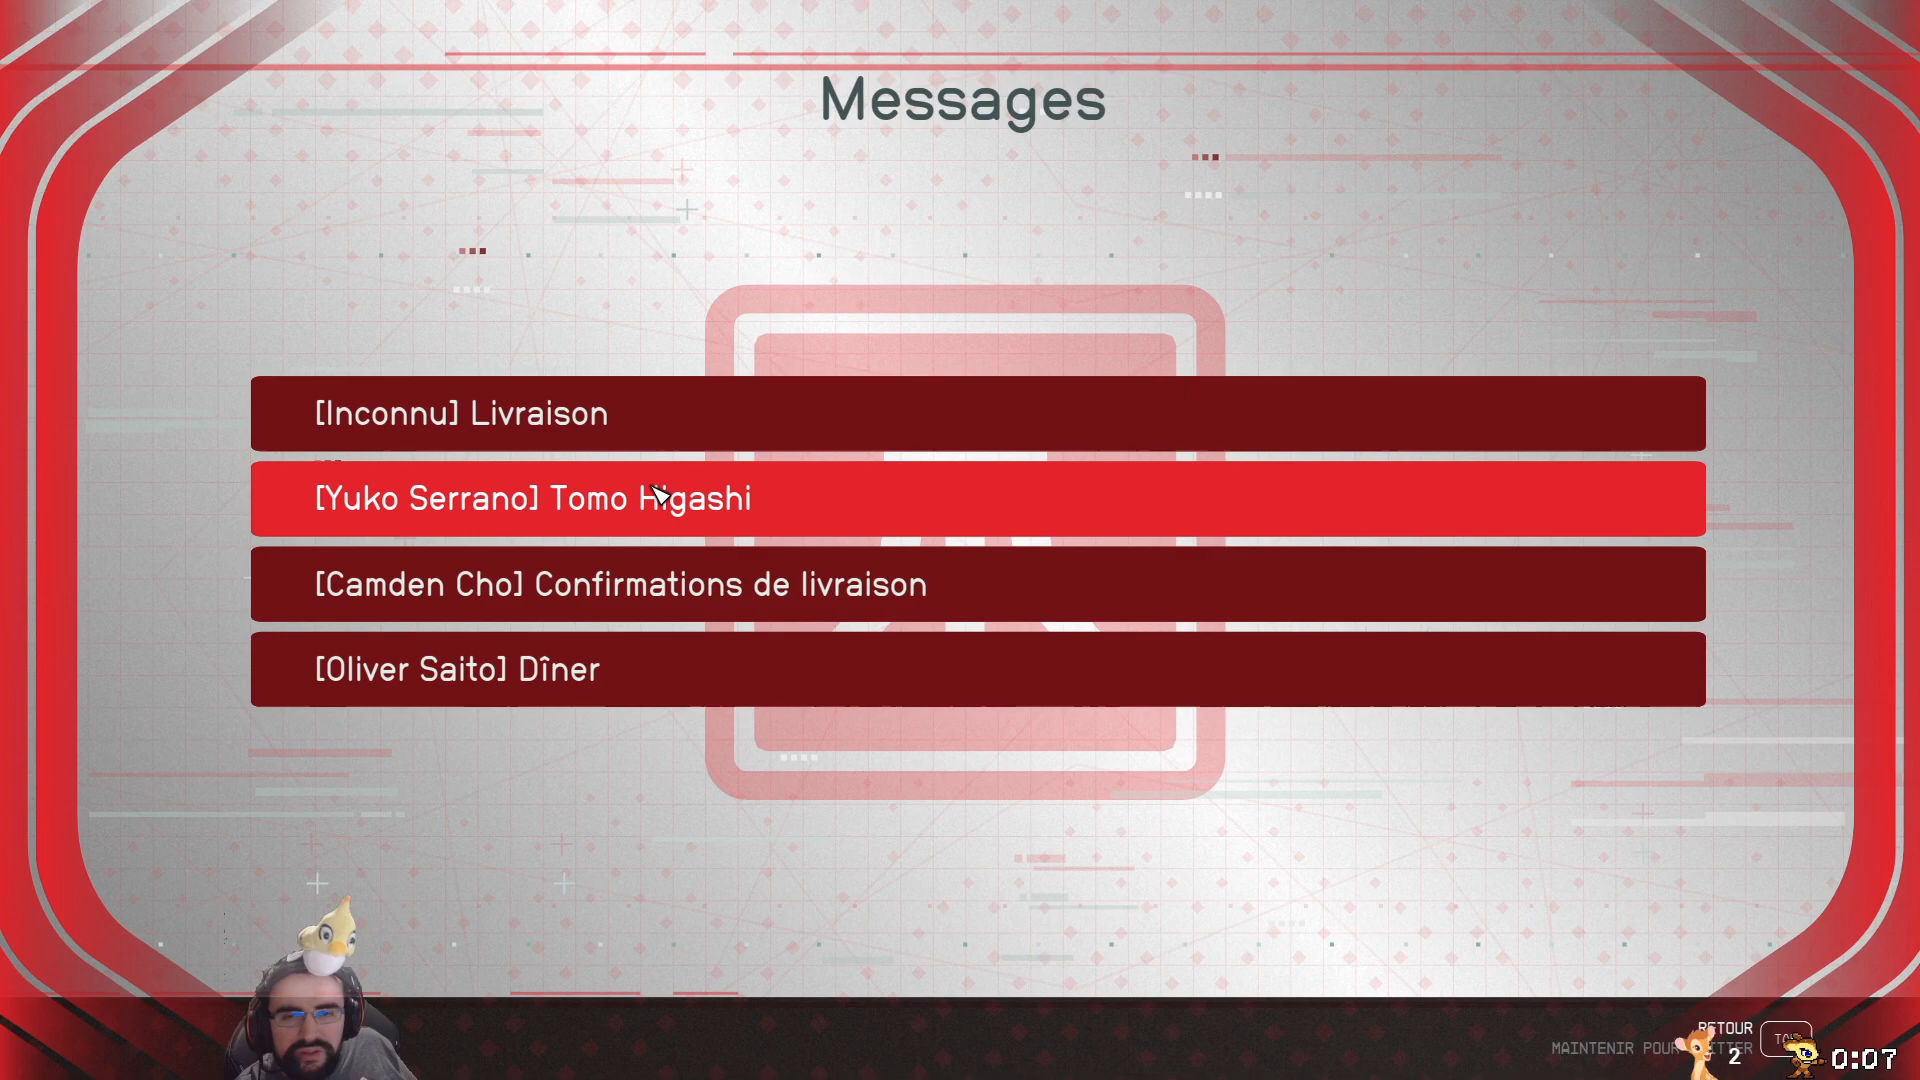 Messages
[Inconnu] Livraison
[Yuko Serrano] Tomo Higashi
[Camden Cho] Confirmations de livraison
[Oliver Saito] Dîner
RETOUR
MAINTENIR POUR
2
0:07